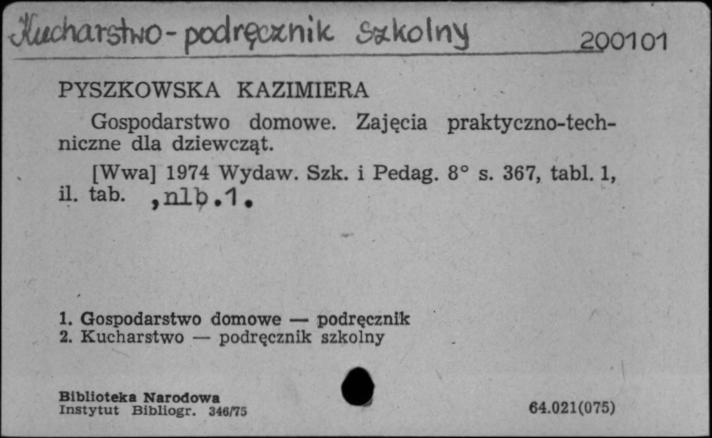 Kucharstwo - podręcznik szkolny 200101
PYSZKOWSKA KAZIMIERA
Gospodarstwo domowe. Zajęcia praktyczno-tech-
niczne dla dziewcząt.
[Wwa] 1974 Wydaw. Szk. i Pedag. 8° s. 367, tabl. 1,
il. tab. , nlb.1.
1. Gospodarstwo domowe — podręcznik
2. Kucharstwo — podręcznik szkolny
Biblioteka Narodowa
Instytut Bibliogr. 346/75 64.021(075)